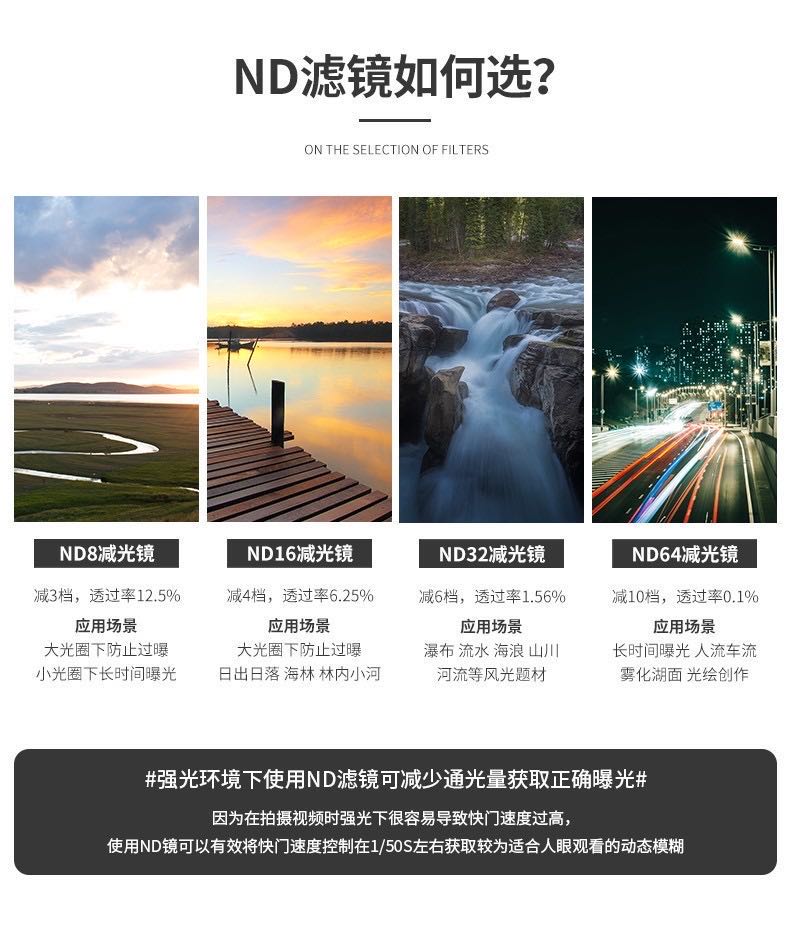 ND滤镜如何选？
ON THE SELECTION OF FILTERS
ND8减光镜
减3档，透过率12.5%
应用场景
大光圈下防止过曝
小光圈下长时间曝光
ND16减光镜
减4档，透过率6.25%
应用场景
大光圈下防止过曝
日出日落 海林 林内小河
ND32减光镜
减6档，透过率1.56%
应用场景
瀑布 流水 海浪 山川
河流等风光题材
ND64减光镜
减10档，透过率0.1%
应用场景
长时间曝光 人流车流
雾化湖面 光绘创作
#强光环境下使用ND滤镜可减少通光量获取正确曝光#
因为在拍摄视频时强光下很容易导致快门速度过高，
使用ND镜可以有效将快门速度控制在1/50S左右获取较为适合人眼观看的动态模糊